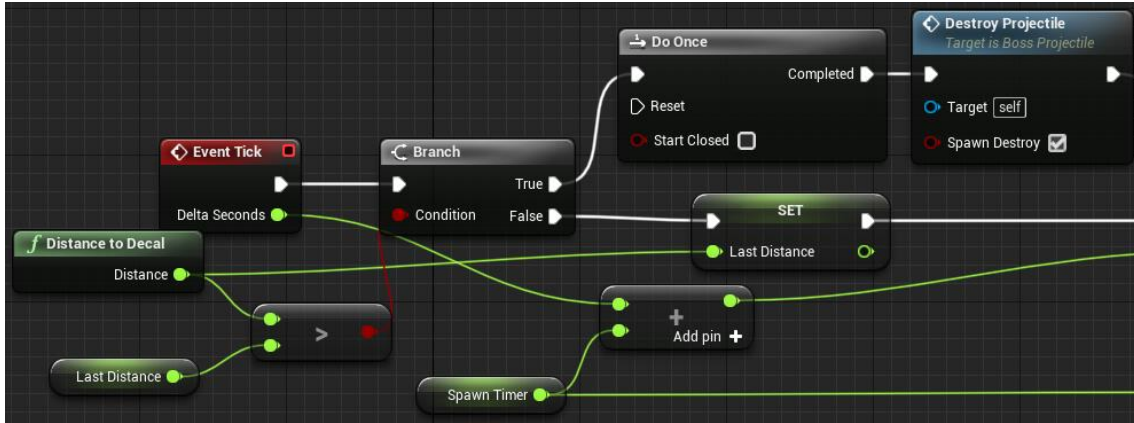 Destroy Projectile
Target is Boss Projectile
Target self
Spawn Destroy
Do Once
Completed
Reset
Start Closed
Event Tick
Delta Seconds
Branch
True
Condition
False
SET
Last Distance
Distance to Decal
Distance
>
Last Distance
+
Add pin +
Spawn Timer